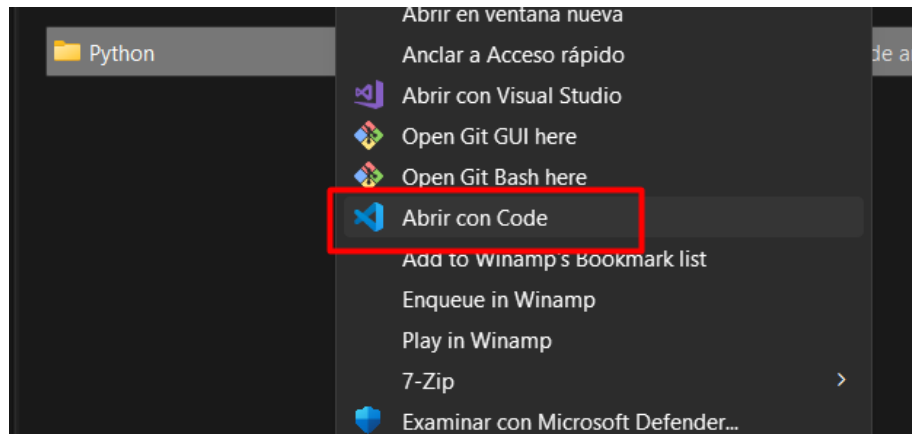 Abrir en ventana nueva
Python
Anclar a Acceso rápido
de a
Abrir con Visual Studio
Open Git GUI here
Open Git Bash here
Abrir con Code
Add to Winamp's Bookmark list
Enqueue in Winamp
Play in Winamp
7-Zip
Examinar con Microsoft Defender...